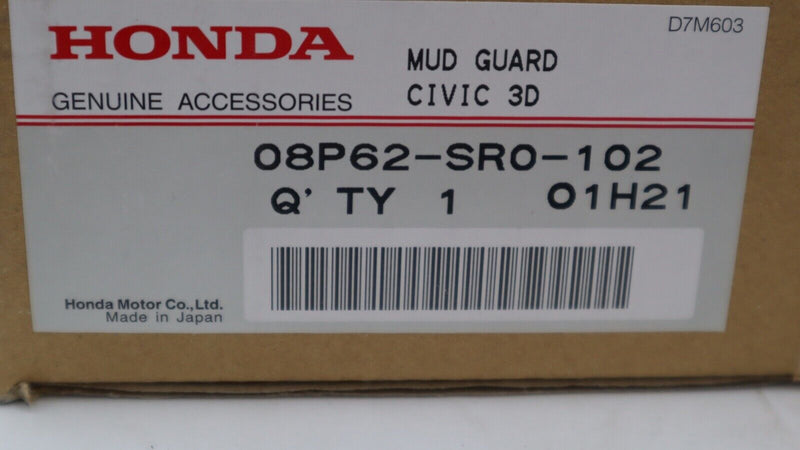 HONDA
GENUINE ACCESSORIES
MUD GUARD
CIVIC 3D
D7M603
08P62-SR0-102
Q'TY 1 01H21
Honda Motor Co.,Ltd.
Made in Japan